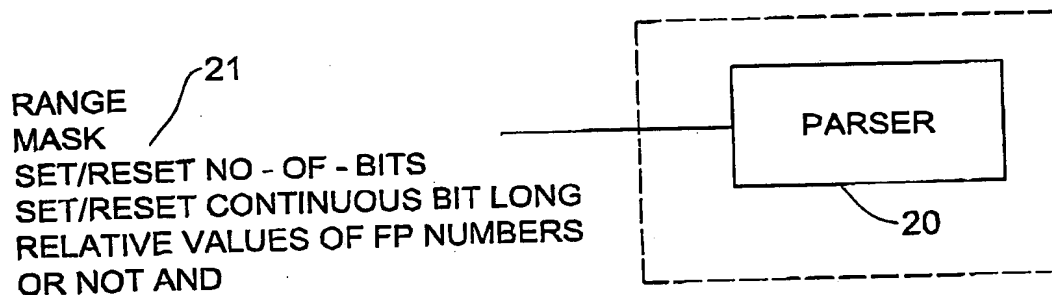 21
RANGE
MASK
SET/RESET NO - OF - BITS
SET/RESET CONTINUOUS BIT LONG
RELATIVE VALUES OF FP NUMBERS
OR NOT AND
PARSER
20